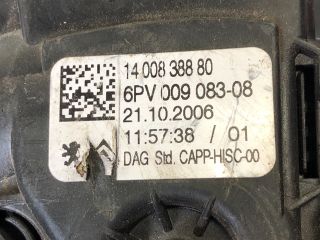 14 008 388 80
6PV 009 083-08
21.10.2006
11:57:38 / 01
DAG Std. CAPP-HISC-00